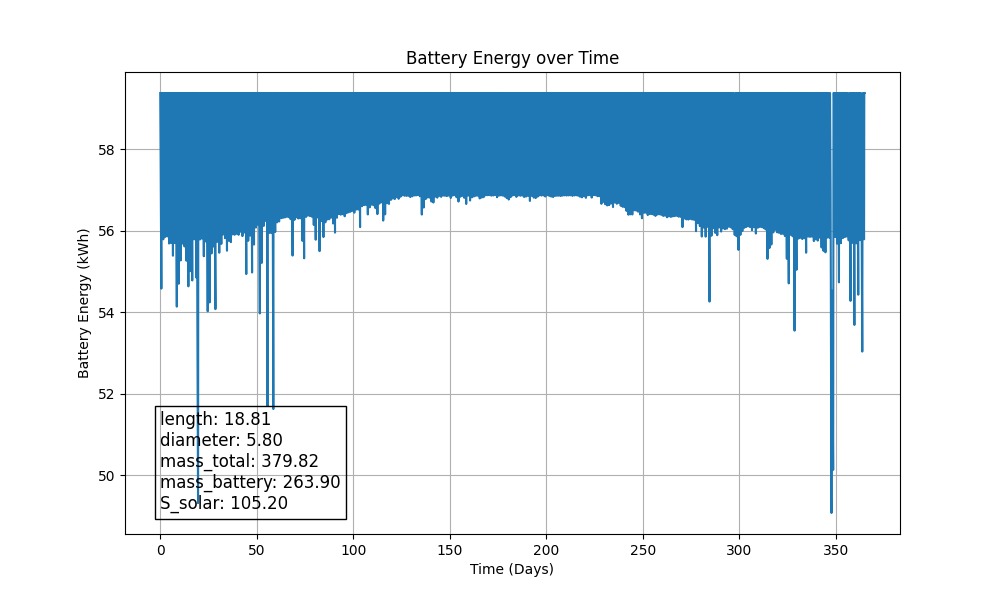 Battery Energy over Time
Battery Energy (kWh)
58
56
54
52
50
length: 18.81
diameter: 5.80
mass_total: 379.82
mass_battery: 263.90
S_solar: 105.20
0 50 100 150 200 250 300 350
Time (Days)